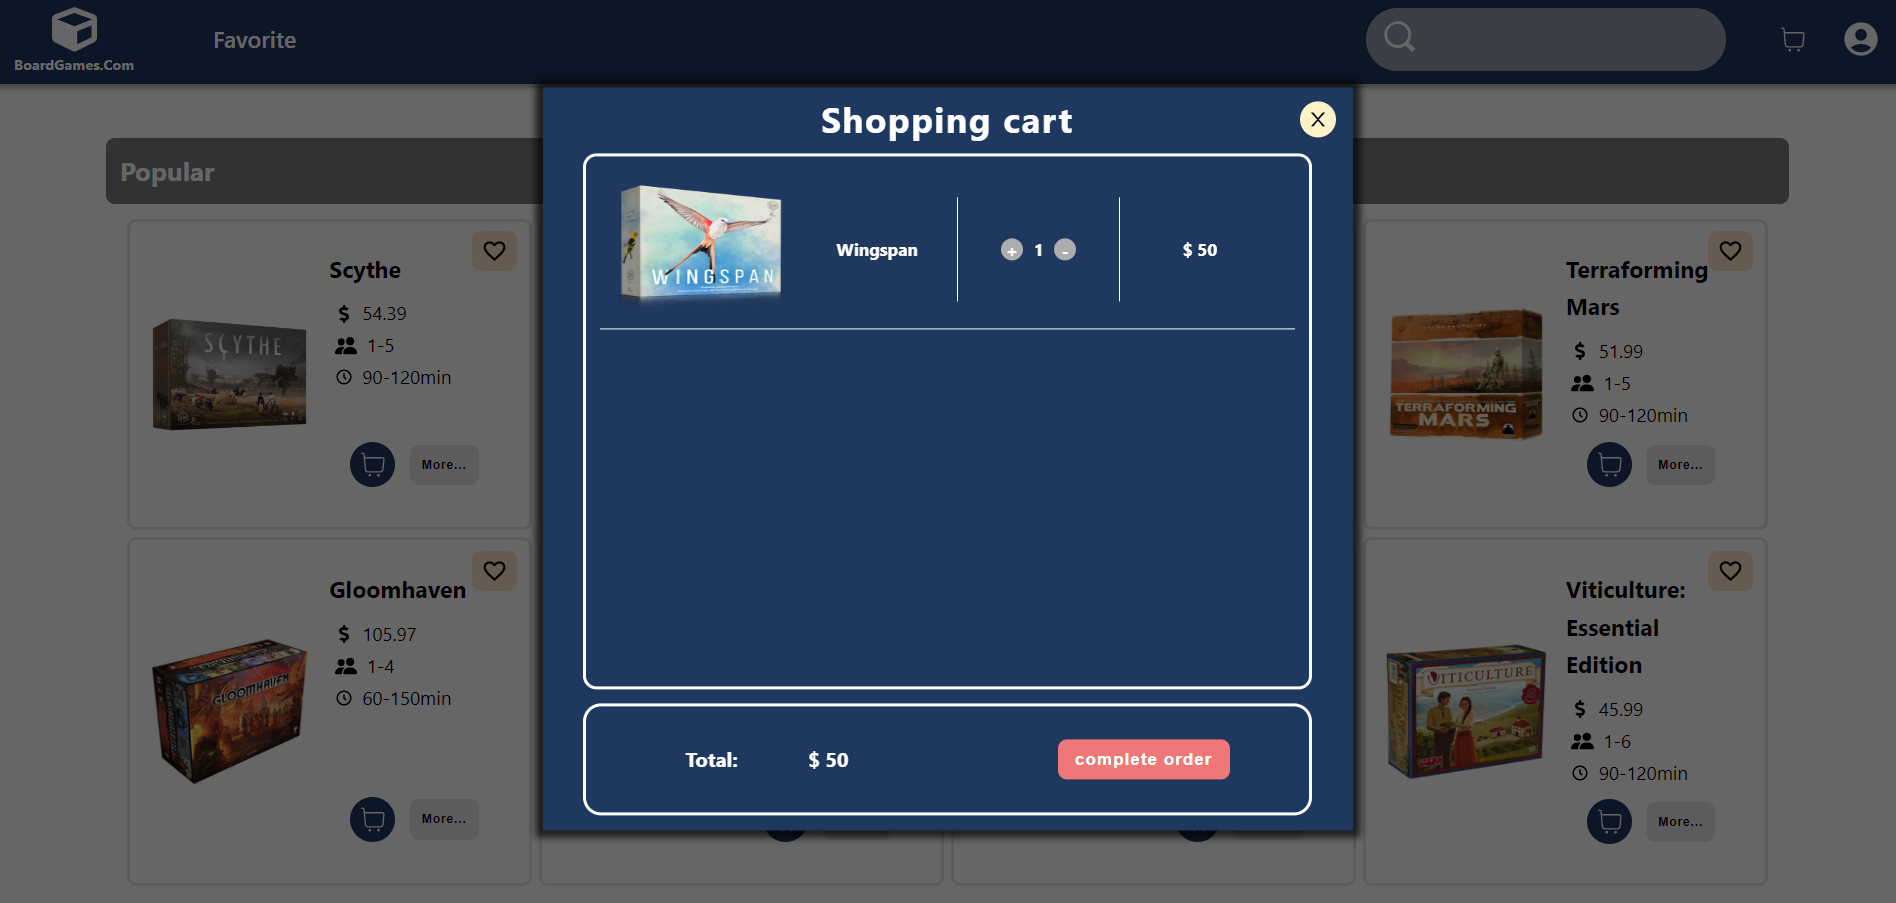 BoardGames.Com
Favorite
Shopping cart
X
Popular
WINGSPAN
Wingspan
+ 1 -
$ 50
Scythe
$ 54.39
1-5
90-120min
SCYTHE
More...
Terraforming
Mars
$ 51.99
1-5
90-120min
TERRAFORMING
MARS
More...
Gloomhaven
$ 105.97
1-4
60-150min
GLOOMHAVEN
More...
Viticulture:
Essential
Edition
VITICULTURE
$ 45.99
1-6
90-120min
More...
Total:
$ 50
complete order